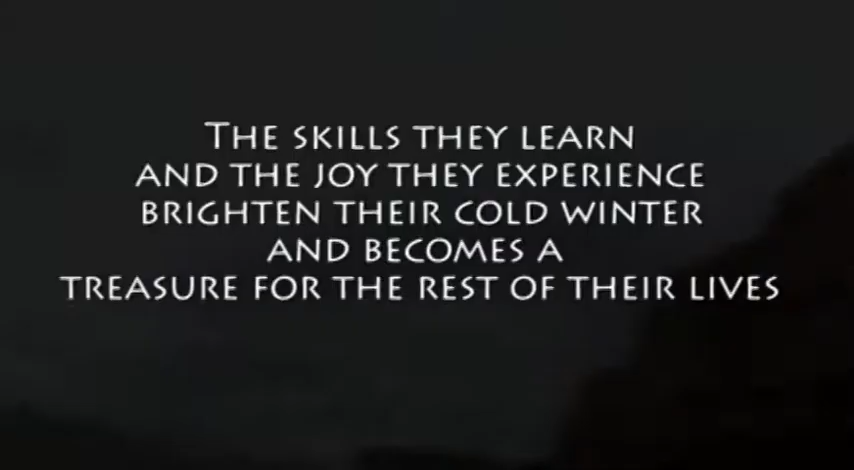 THE SKILLS THEY LEARN
AND THE JOY THEY EXPERIENCE
BRIGHTEN THEIR COLD WINTER
AND BECOMES A
TREASURE FOR THE REST OF THEIR LIVES